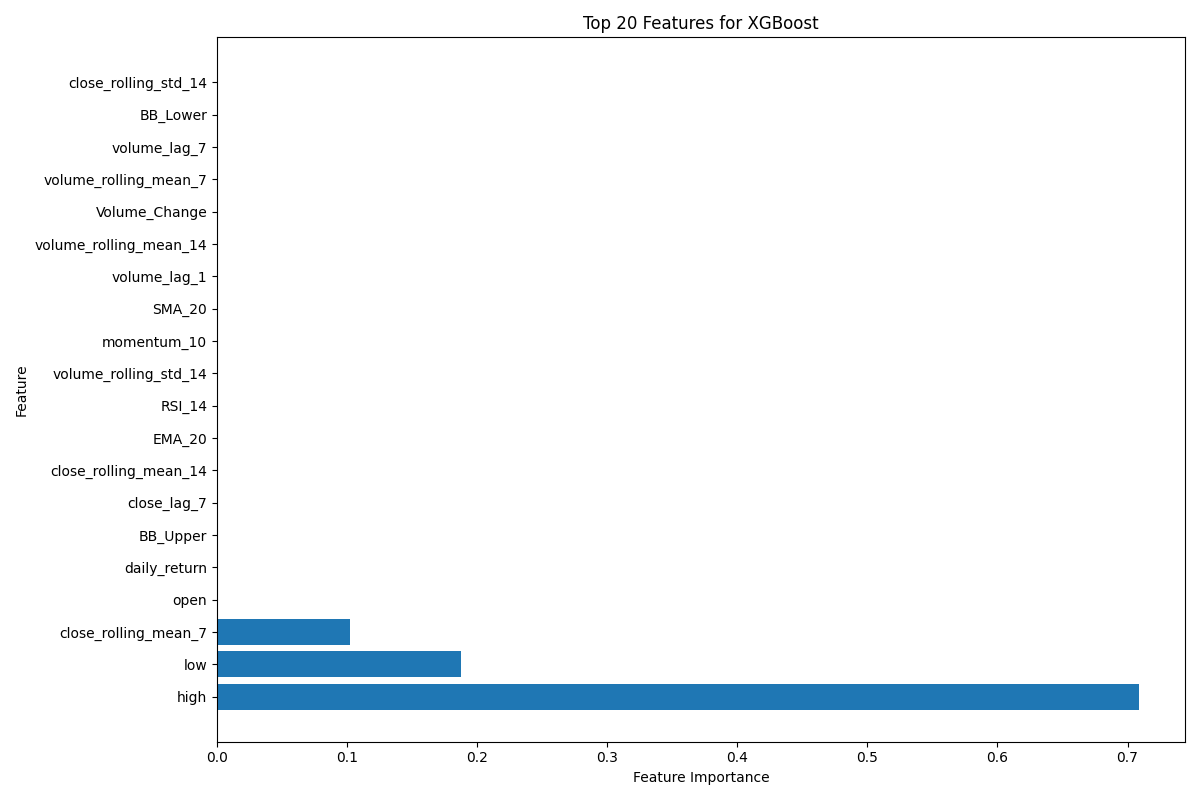 Top 20 Features for XGBoost
close_rolling_std_14
BB_Lower
volume_lag_7
volume_rolling_mean_7
Volume_Change
volume_rolling_mean_14
volume_lag_1
SMA_20
momentum_10
volume_rolling_std_14
RSI_14
EMA_20
close_rolling_mean_14
close_lag_7
BB_Upper
daily_return
open
close_rolling_mean_7
low
high
Feature
0.0 0.1 0.2 0.3 0.4 0.5 0.6 0.7
Feature Importance